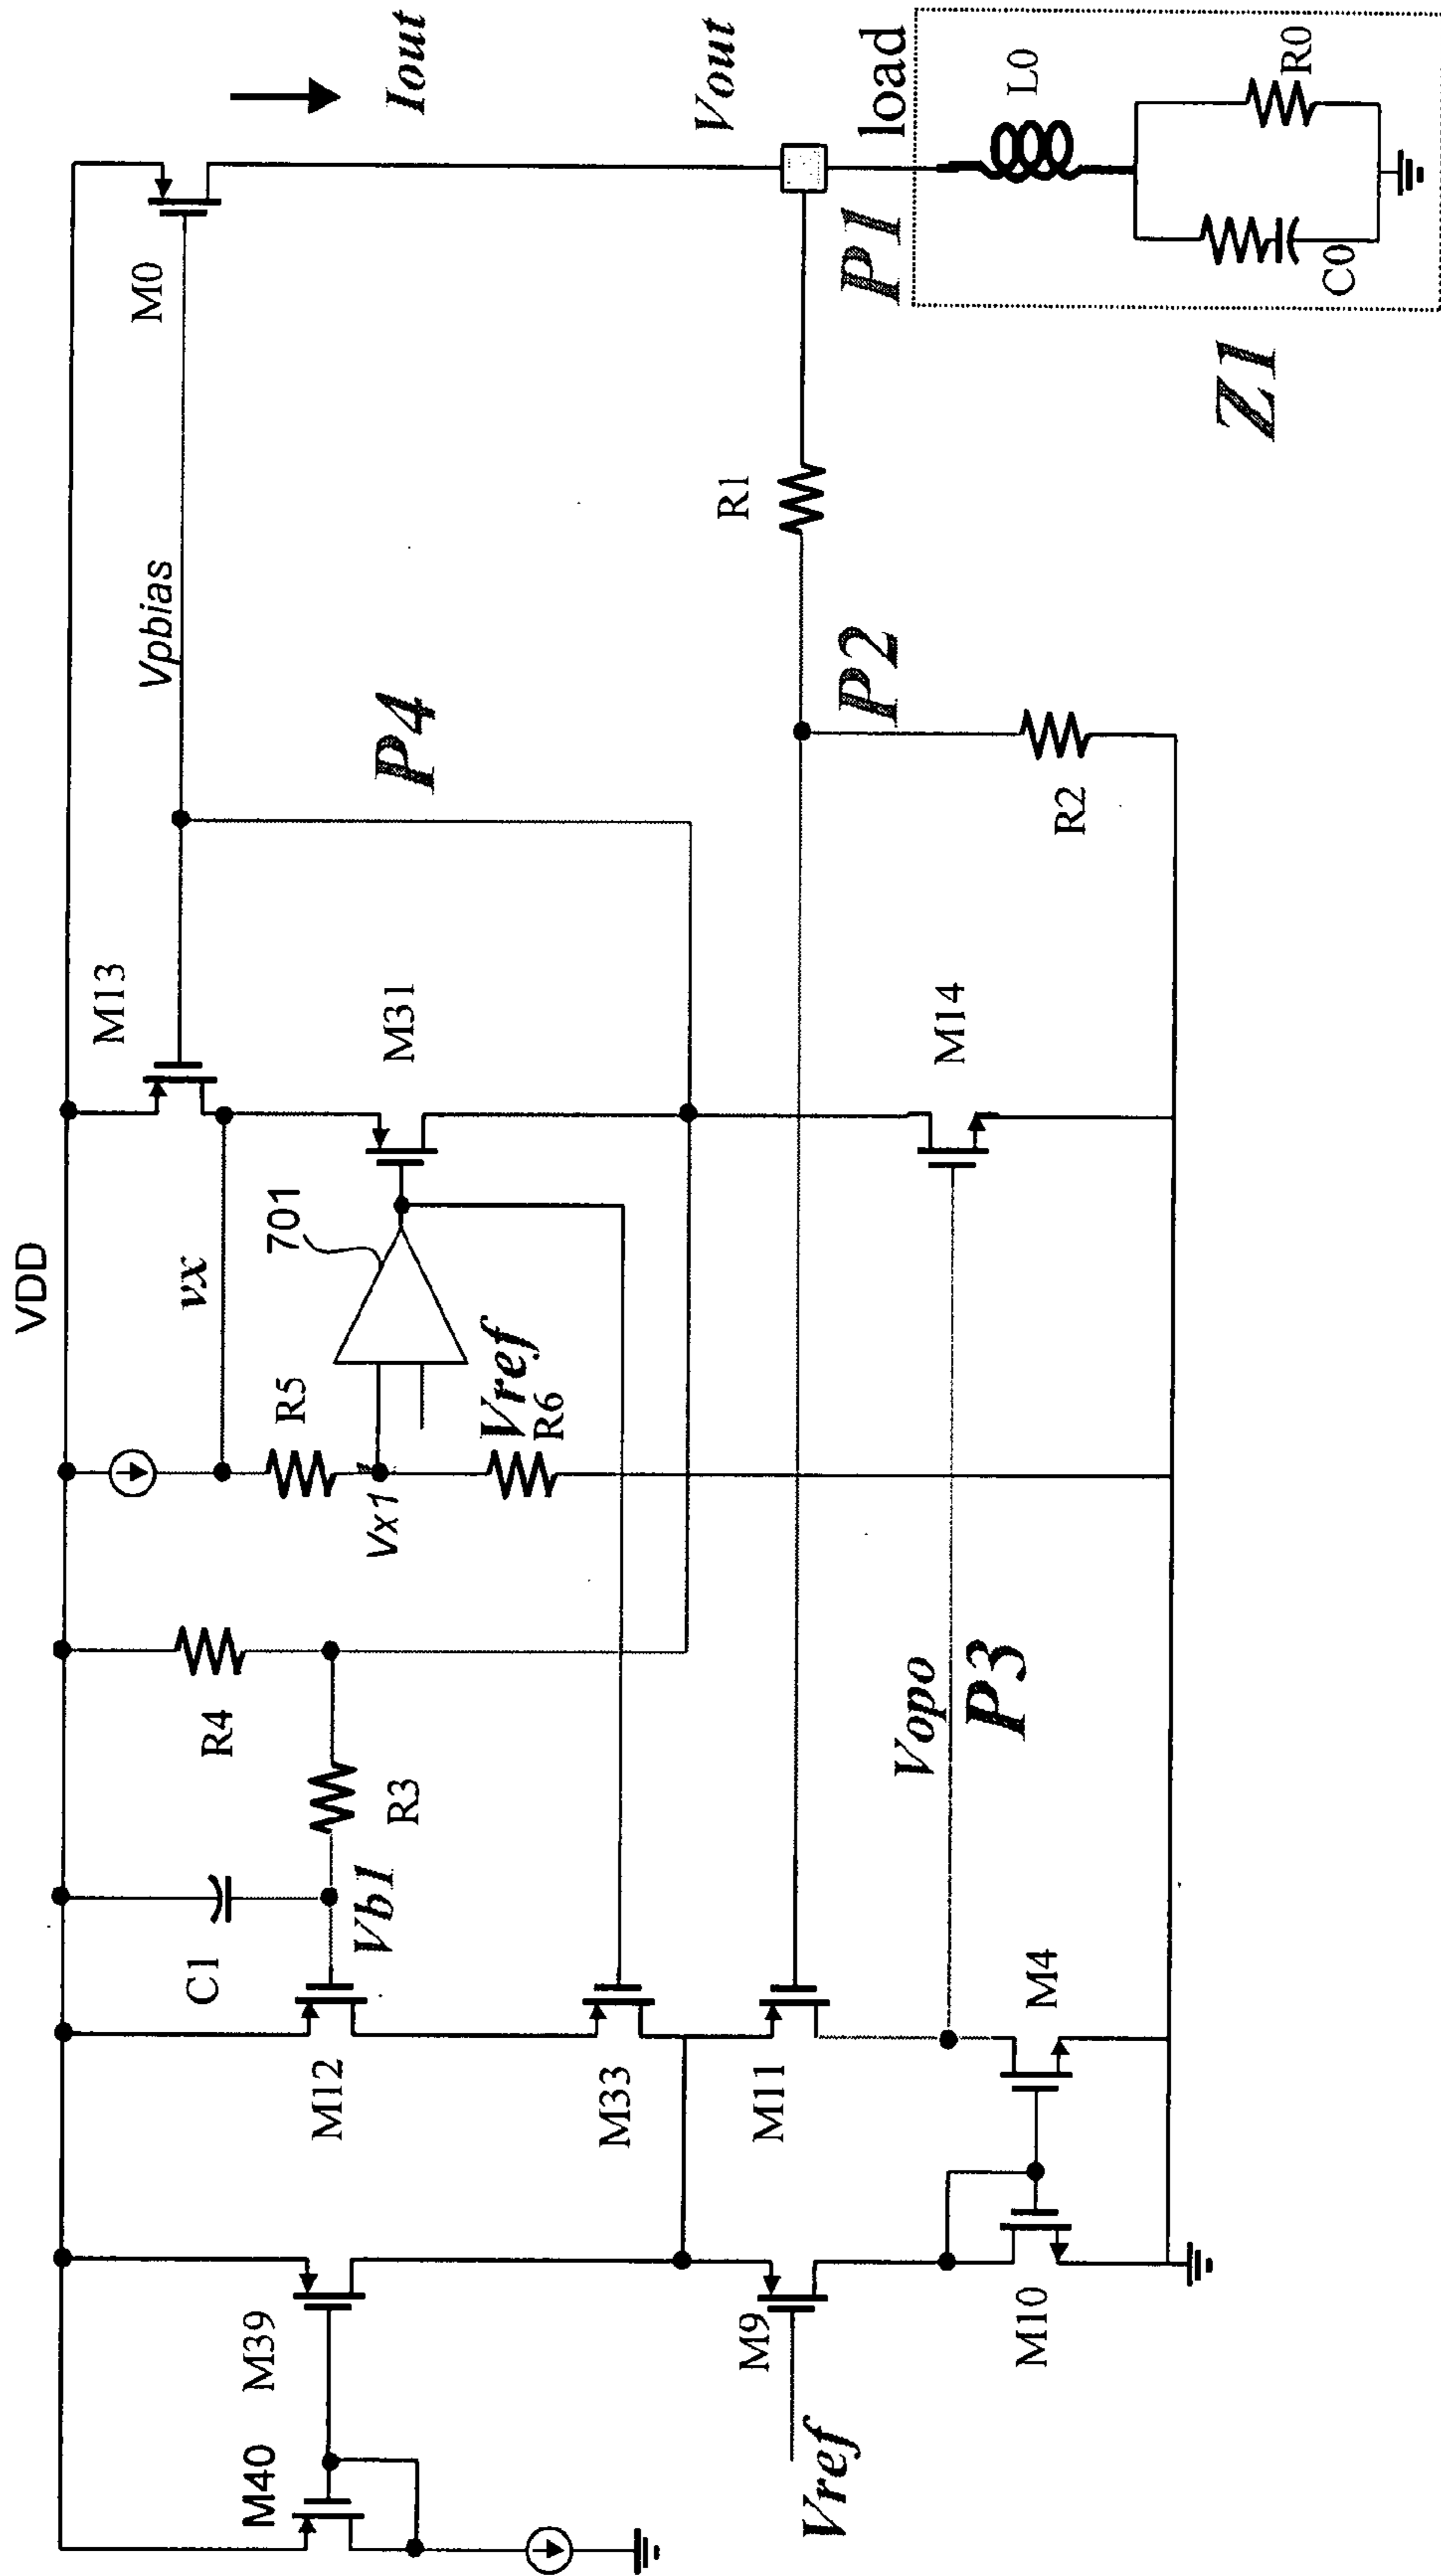 VDD
M40
M39
M12
C1
R4
R3
Vb1
R5
vx
Vx1
701
Vref
R6
M13
M31
Vpbias
P4
M0
Iout
M33
M9
Vref
M11
M10
M4
Vopo
P3
M14
R2
P2
R1
Vout
P1
load
L0
R0
C0
Z1